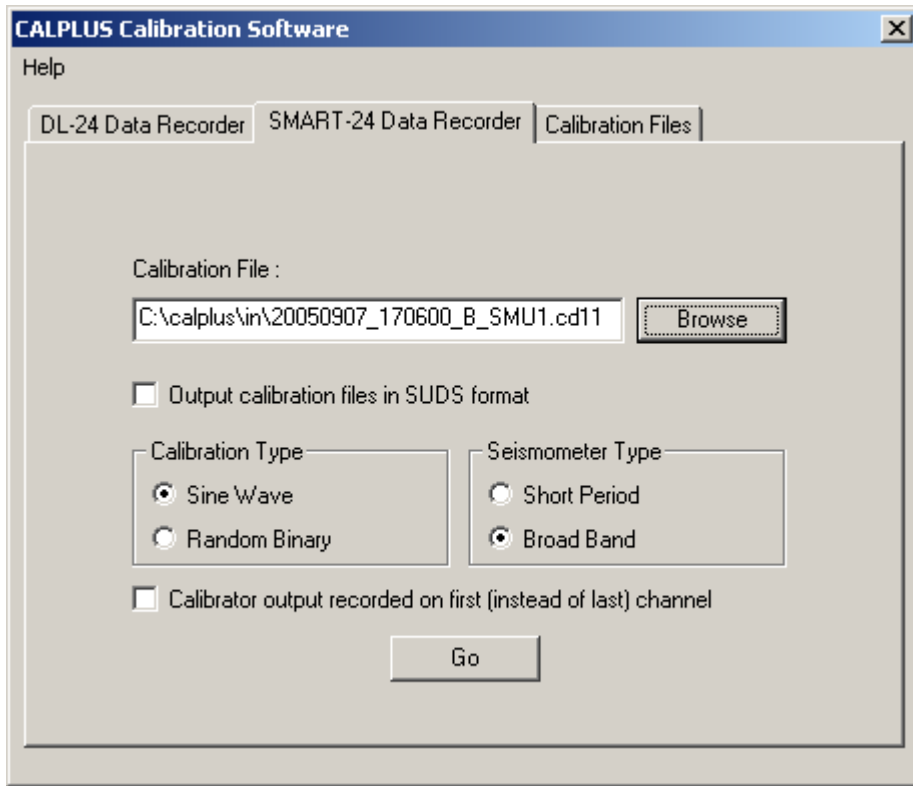 CALPLUS Calibration Software
Help
DL-24 Data Recorder SMART-24 Data Recorder Calibration Files
Calibration File :
C:\calplus\in\20050907_170600_B_SMU1.cd11 Browse
Output calibration files in SUDS format
Calibration Type Seismometer Type
Sine Wave Short Period
Random Binary Broad Band
Calibrator output recorded on first (instead of last) channel
Go